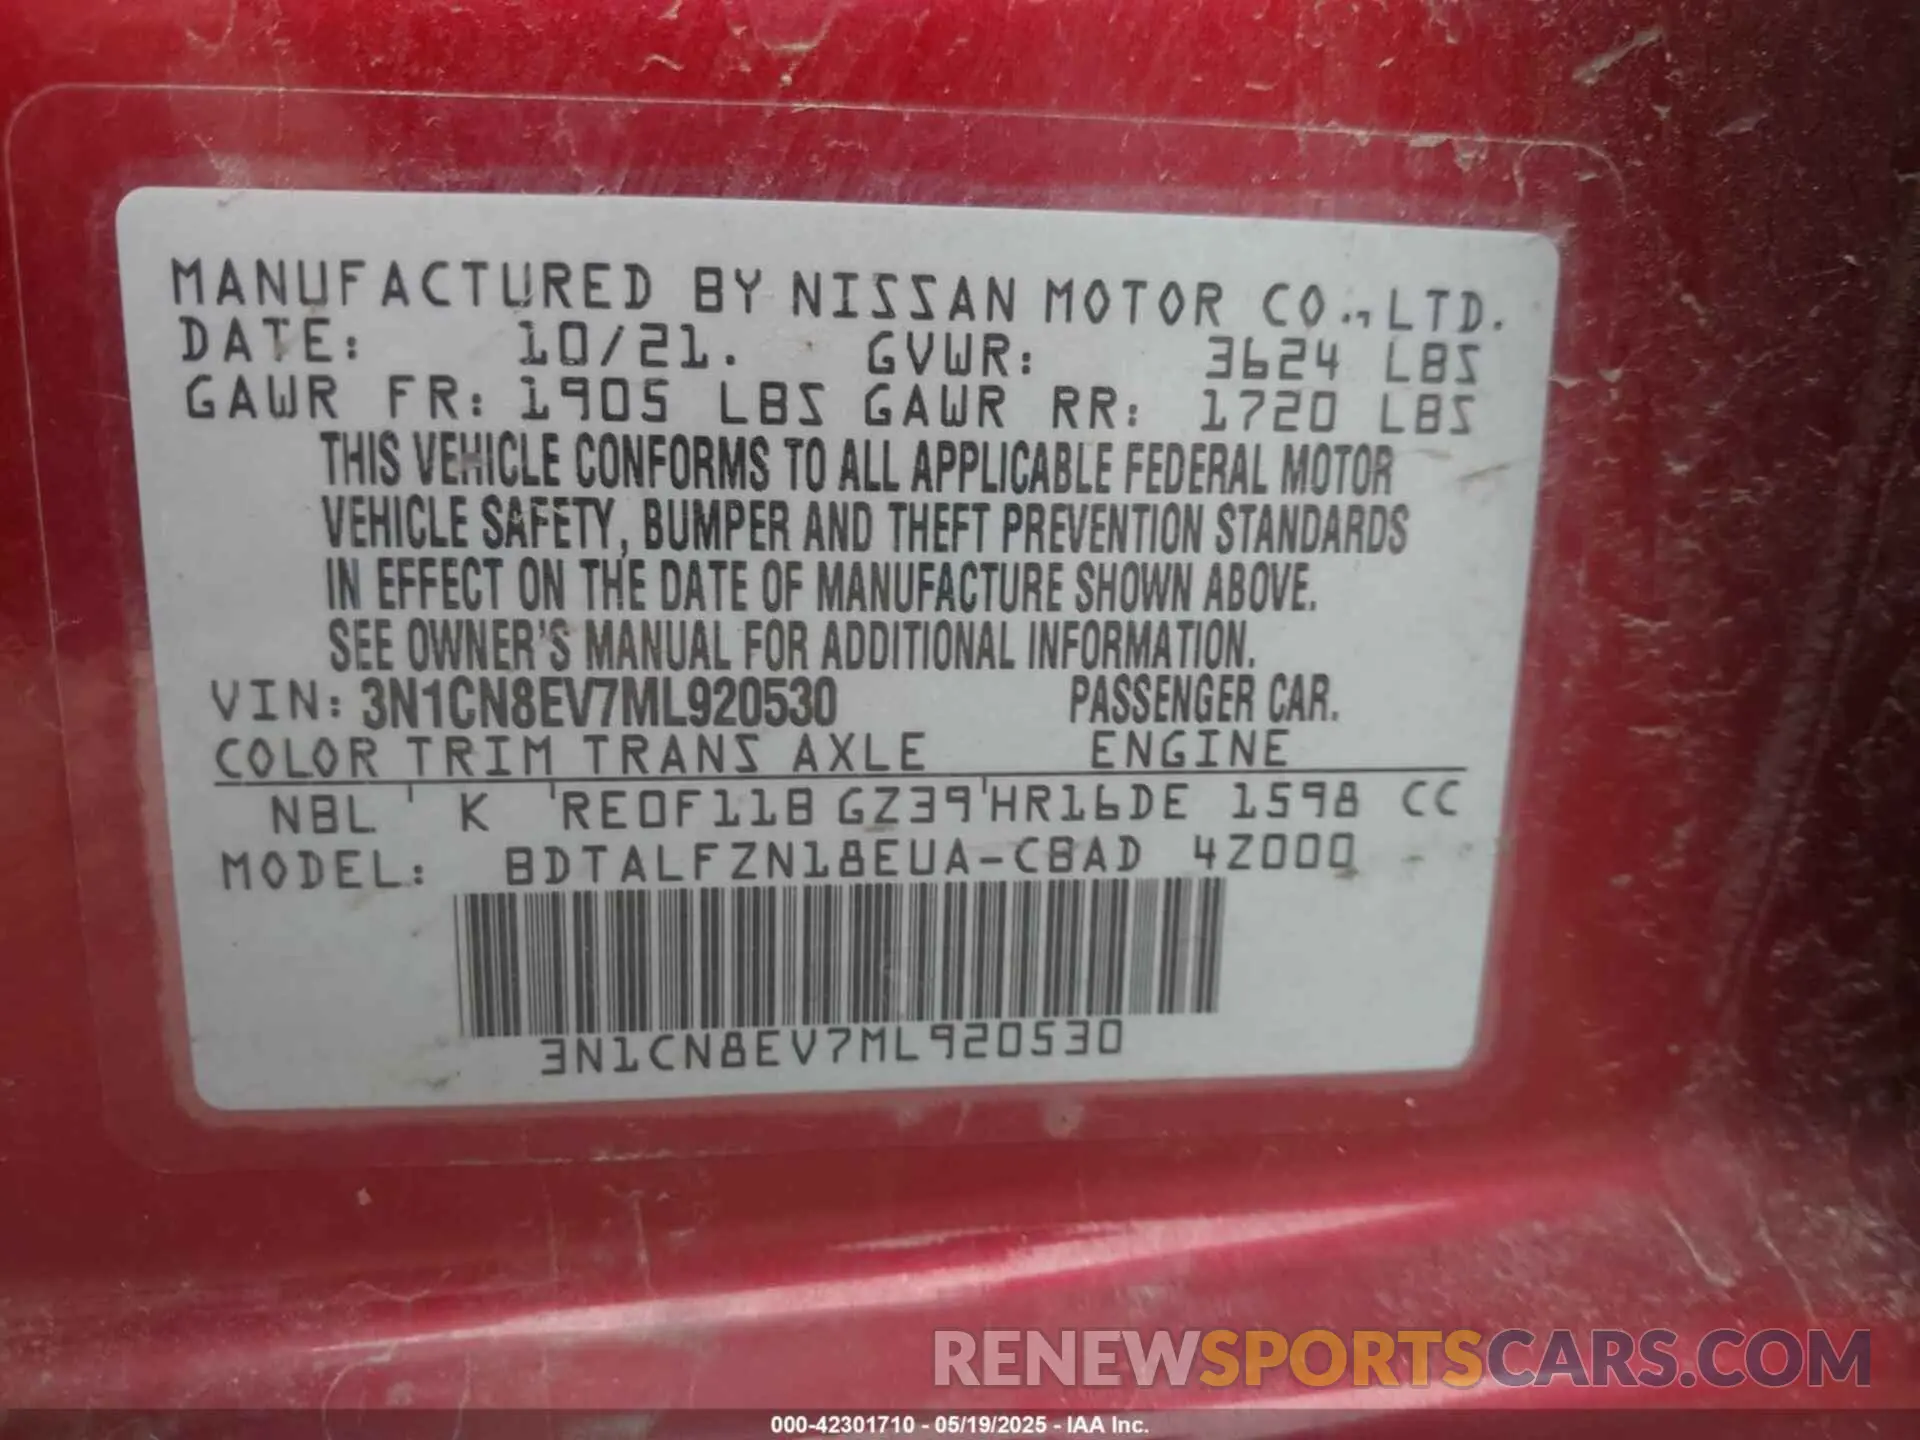 MANUFACTURED BY NISSAN MOTOR CO., LTD.
DATE: 10/21. GVWR: 3624 LBS
GAWR FR: 1905 LBS GAWR RR: 1720 LBS
THIS VEHICLE CONFORMS TO ALL APPLICABLE FEDERAL MOTOR
VEHICLE SAFETY, BUMPER AND THEFT PREVENTION STANDARDS
IN EFFECT ON THE DATE OF MANUFACTURE SHOWN ABOVE.
SEE OWNER'S MANUAL FOR ADDITIONAL INFORMATION.
VIN: 3N1CN8EV7ML920530 PASSENGER CAR.
COLOR TRIM TRANS AXLE ENGINE
NBL K RE0F11B GZ39 HR16DE 1598 CC
MODEL: BDTALFZN18EUA-CBAD 4Z000
3N1CN8EV7ML920530
RENEWSPORTSCARS.COM
000-42301710 - 05/19/2025 - IAA Inc.